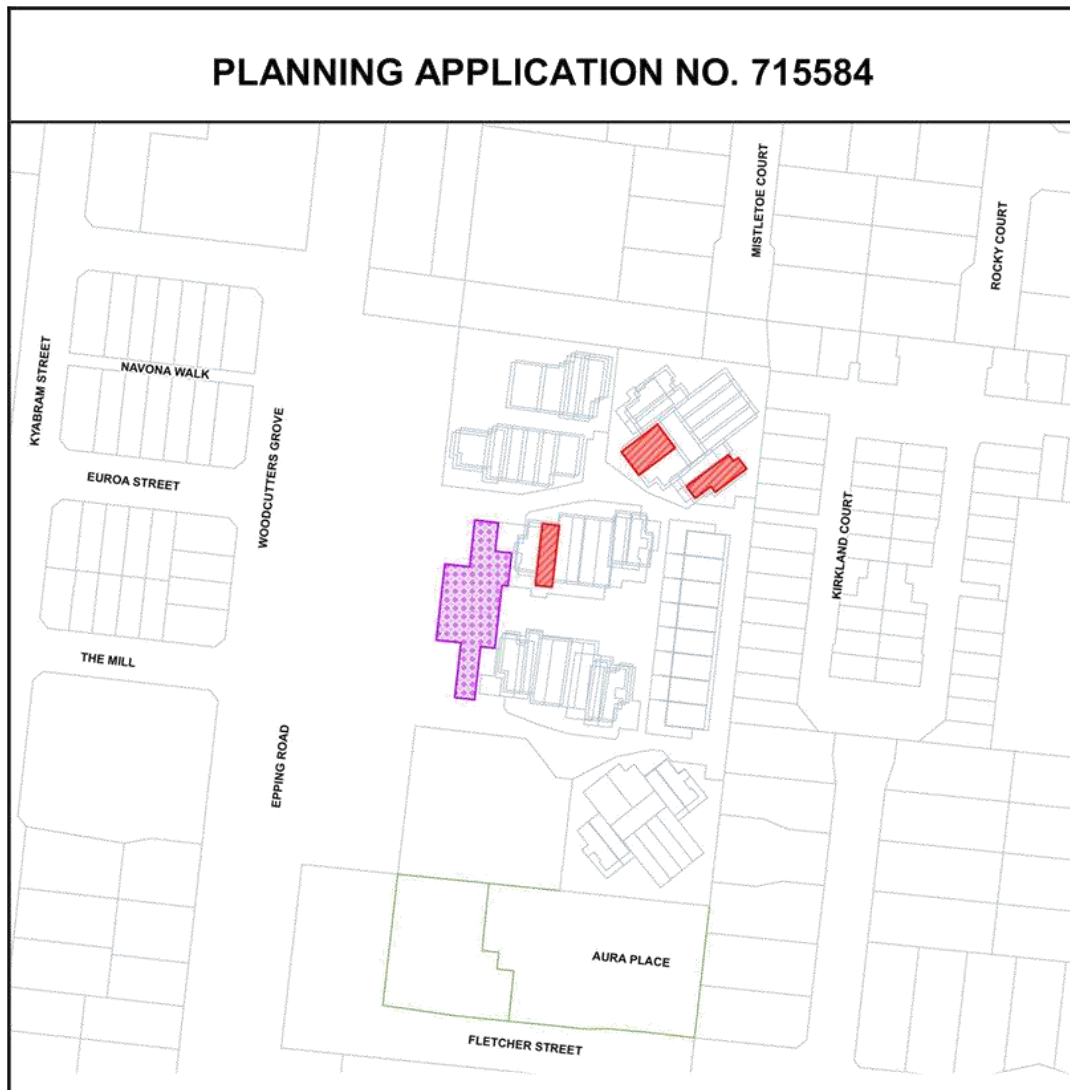 PLANNING APPLICATION NO. 715584
MISTLETOE COURT
ROCKY COURT
KYABRAM STREET
NAVONA WALK
WOODCUTTERS GROVE
EUROA STREET
KIRKLAND COURT
THE MILL
EPPING ROAD
AURA PLACE
FLETCHER STREET